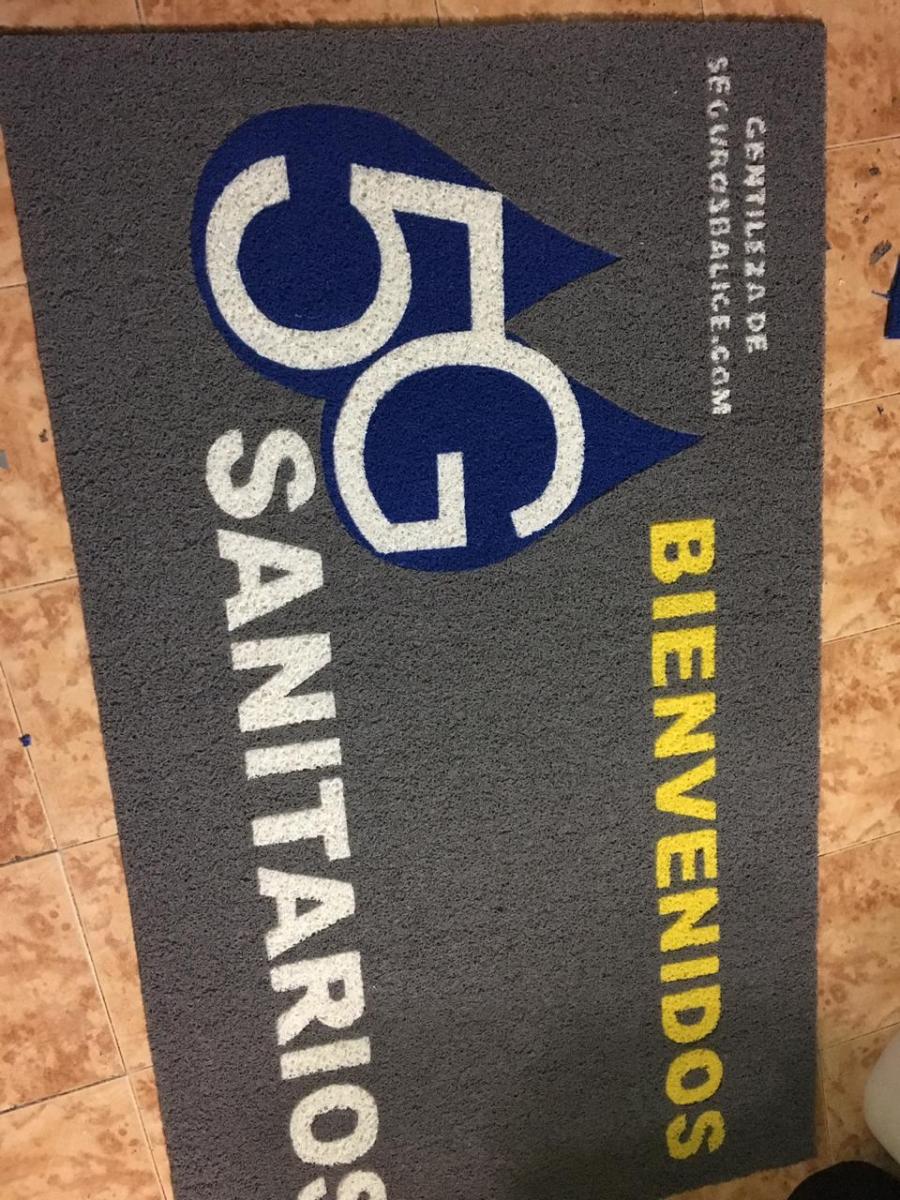 GENTILEZA DE
SEGUROSBALICE.COM
BIENVENIDOS
5G
SANITARIOS